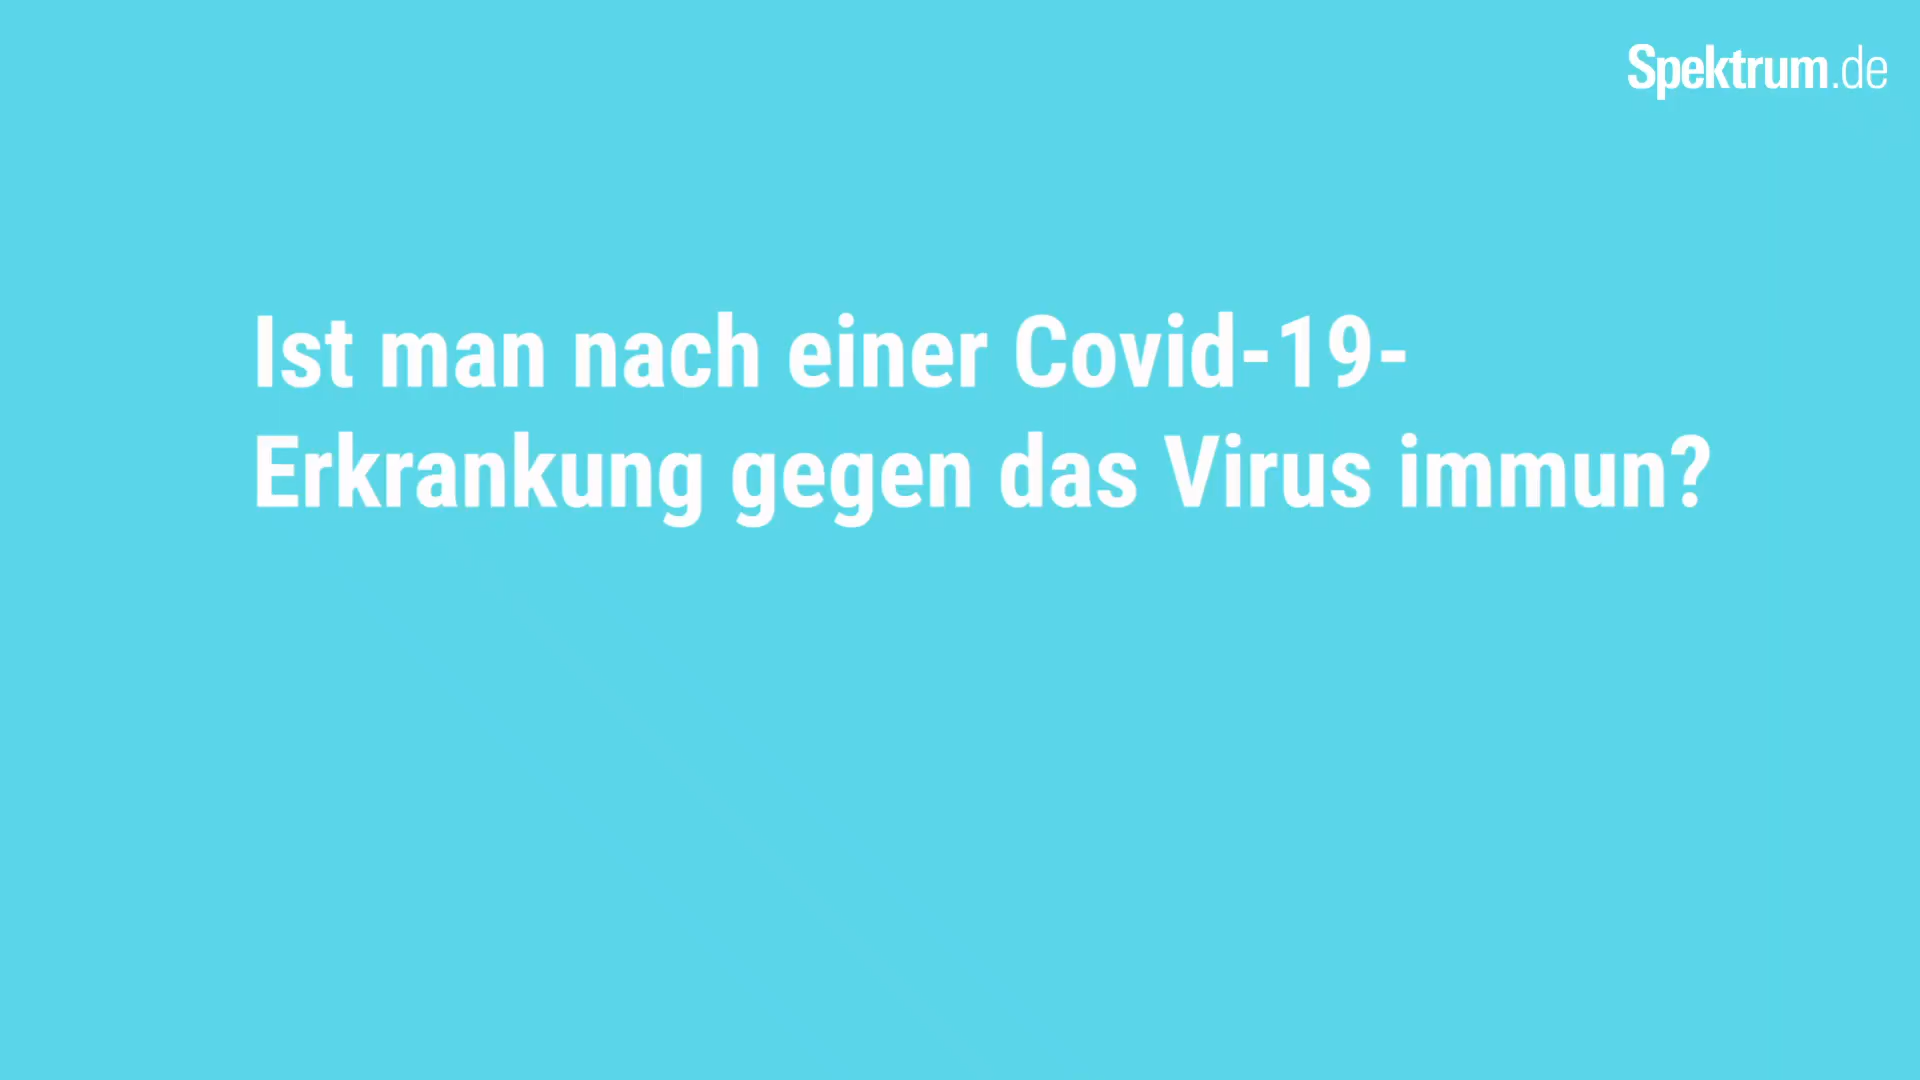 Spektrum.de
Ist man nach einer Covid-19-
Erkrankung gegen das Virus immun?